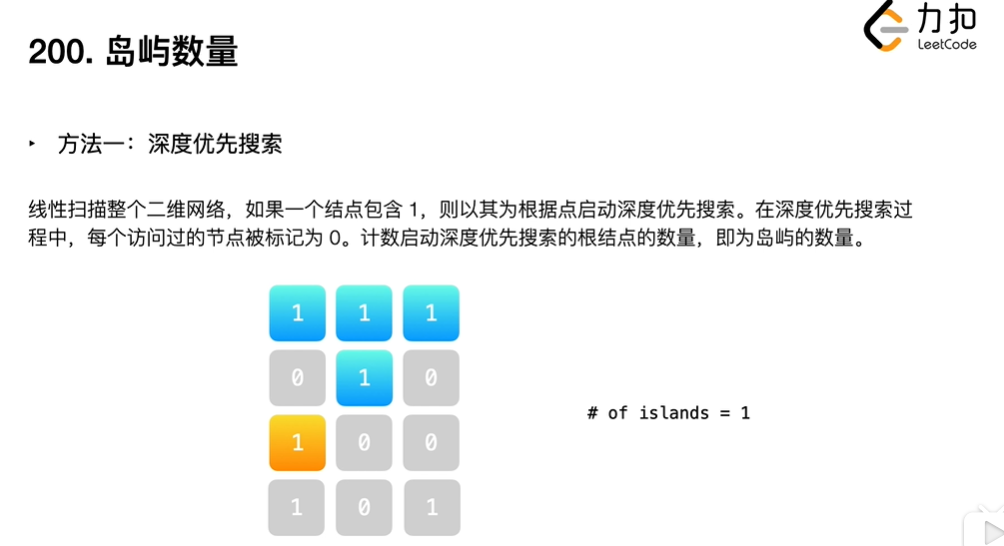 力扣
LeetCode
200. 岛屿数量
‣ 方法一：深度优先搜索
线性扫描整个二维网络，如果一个结点包含 1，则以其为根据点启动深度优先搜索。在深度优先搜索过
程中，每个访问过的节点被标记为 0。计数启动深度优先搜索的根结点的数量，即为岛屿的数量。
1 1 1
0 1 0
1 0 0
1 0 1
# of islands = 1